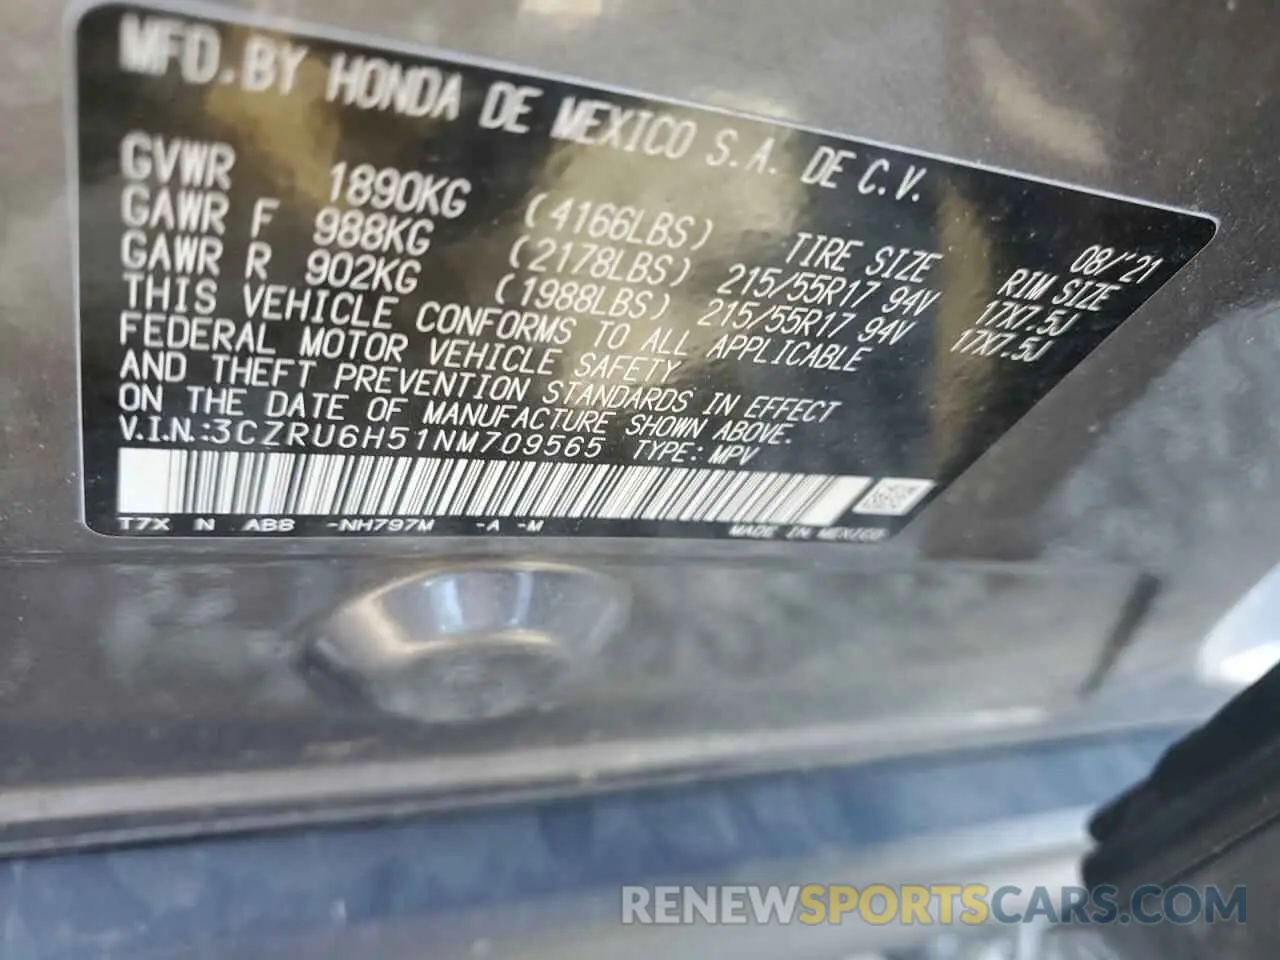 MFD.BY HONDA DE MEXICO S.A. DE C.V.
08/'21
GVWR 1890KG (4166LBS) TIRE SIZE RIM SIZE
GAWR F 988KG (2178LBS) 215/55R17 94V 17X7.5J
GAWR R 902KG (1988LBS) 215/55R17 94V 17X7.5J
THIS VEHICLE CONFORMS TO ALL APPLICABLE
FEDERAL MOTOR VEHICLE SAFETY
AND THEFT PREVENTION STANDARDS IN EFFECT
ON THE DATE OF MANUFACTURE SHOWN ABOVE.
V.I.N.:3CZRU6H51NM709565 TYPE: MPV
T7X N AB8 -NH797M -A -M MADE IN MEXICO
RENEWSPORTSCARS.COM